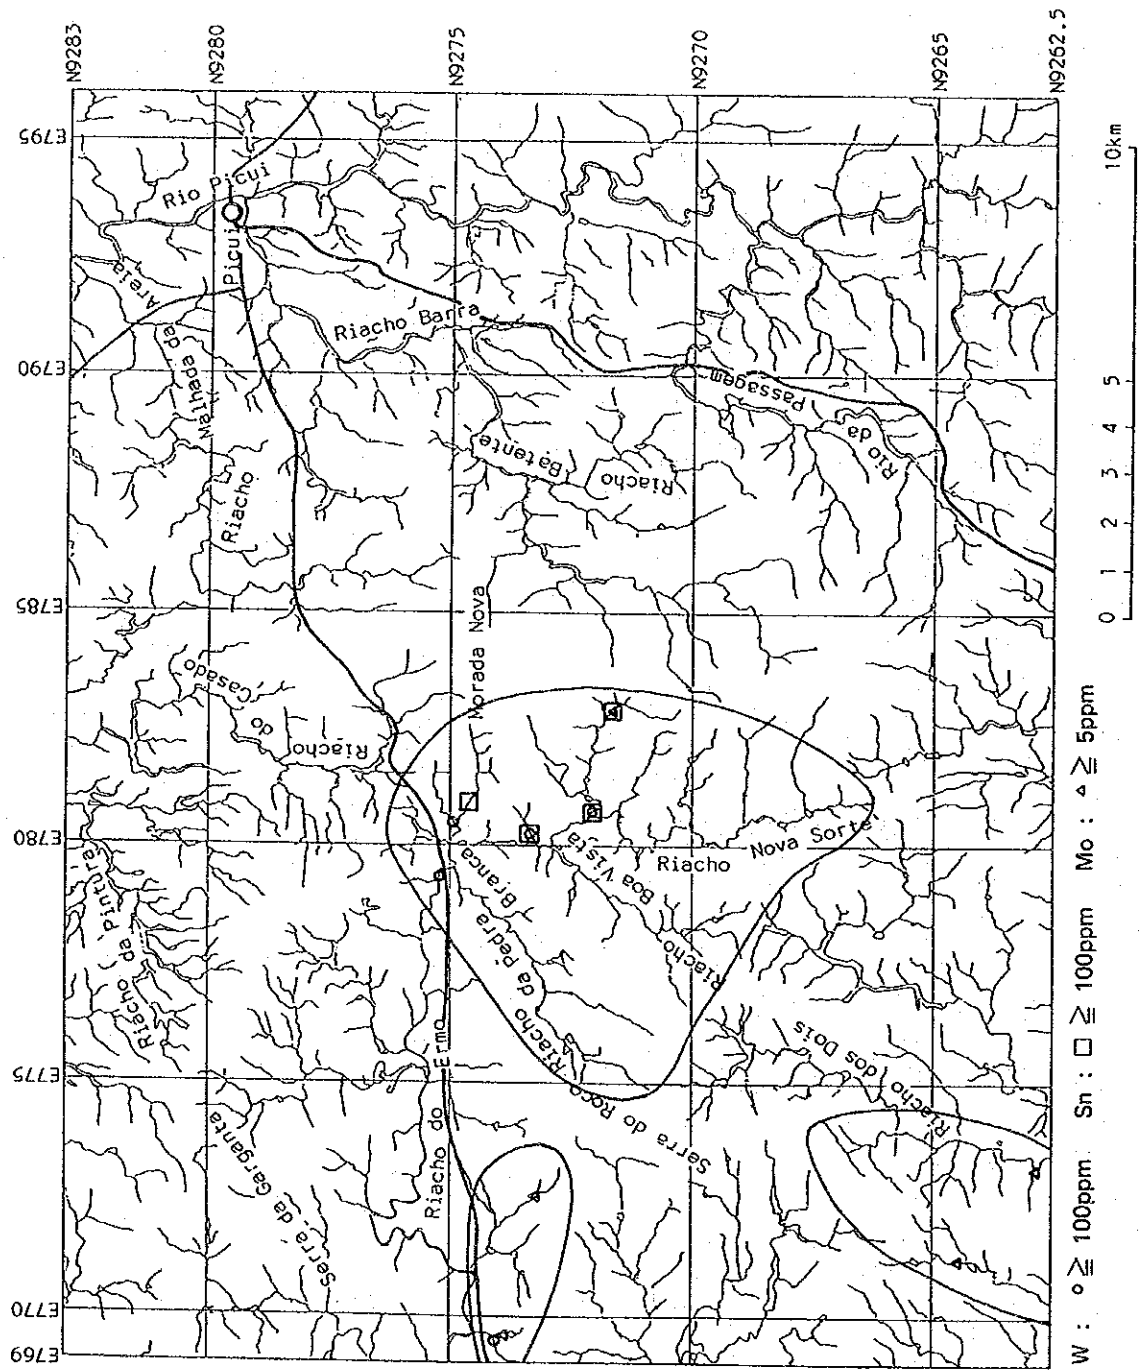 N9283
N9280
N9275
N9270
N9265
N9262.5
E795
E790
E785
E780
E775
E770
E769
Rio Picui
Picui
Areia
Malhada da
Riacho
Riacho Barra
Passagem
Rio da
Batente
Riacho
Morada Nova
Casado
do
Riacho
Riacho da Pintura
Branca
da Pedra
Riacho
Boa Vista
Riacho
Riacho Nova Sorte
Riacho do Ermo
Serra do Roco
Serra da Garganta
Riacho dos Dois
0 1 2 3 4 5 10km
W : ○ ≧ 100ppm Sn : □ ≧ 100ppm Mo : ▵ ≧ 5ppm